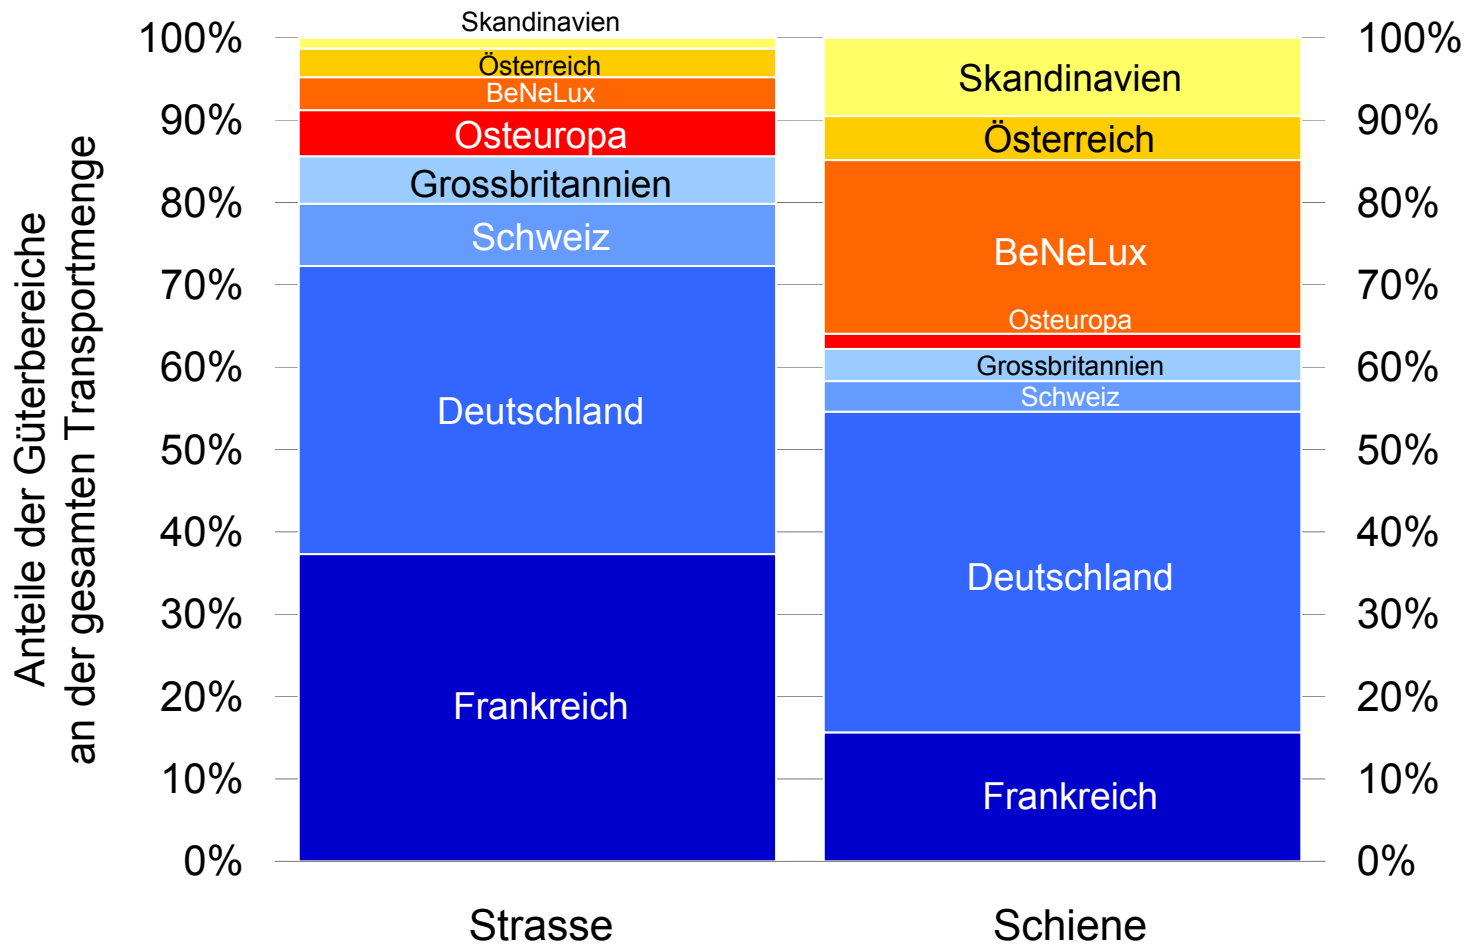 Anteile der Güterbereiche
an der gesamten Transportmenge
100%
90%
80%
70%
60%
50%
40%
30%
20%
10%
0%
Skandinavien
Österreich
BeNeLux
Osteuropa
Grossbritannien
Schweiz
Deutschland
Frankreich
Strasse
Skandinavien
Österreich
BeNeLux
Osteuropa
Grossbritannien
Schweiz
Deutschland
Frankreich
Schiene
100%
90%
80%
70%
60%
50%
40%
30%
20%
10%
0%